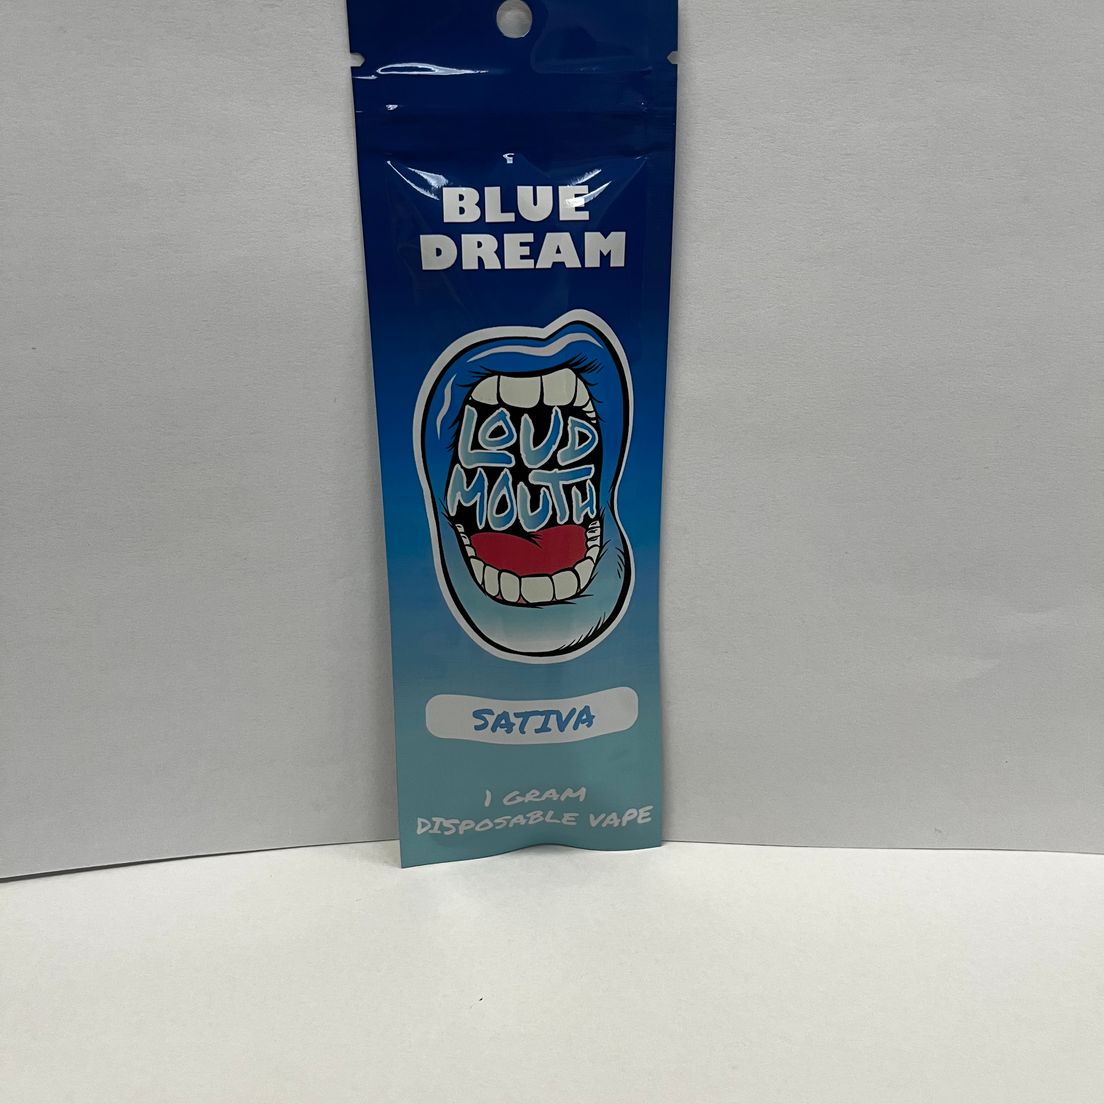 BLUE
DREAM
LOUD
MOUTH
SATIVA
1 GRAM
DISPOSABLE VAPE